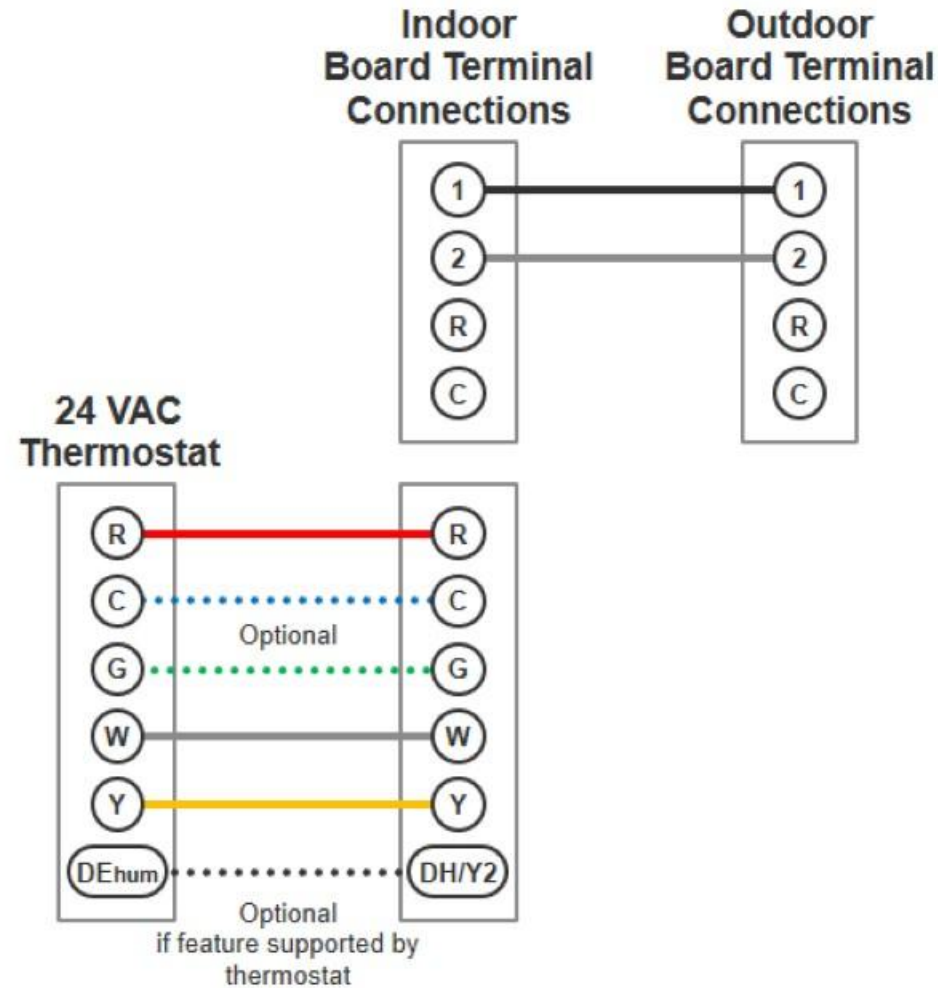 Indoor
Board Terminal
Connections
Outdoor
Board Terminal
Connections
1
1
2
2
R
R
C
C
24 VAC
Thermostat
R
R
C
C
Optional
G
G
W
W
Y
Y
DEhum
DH/Y2
Optional
if feature supported by
thermostat